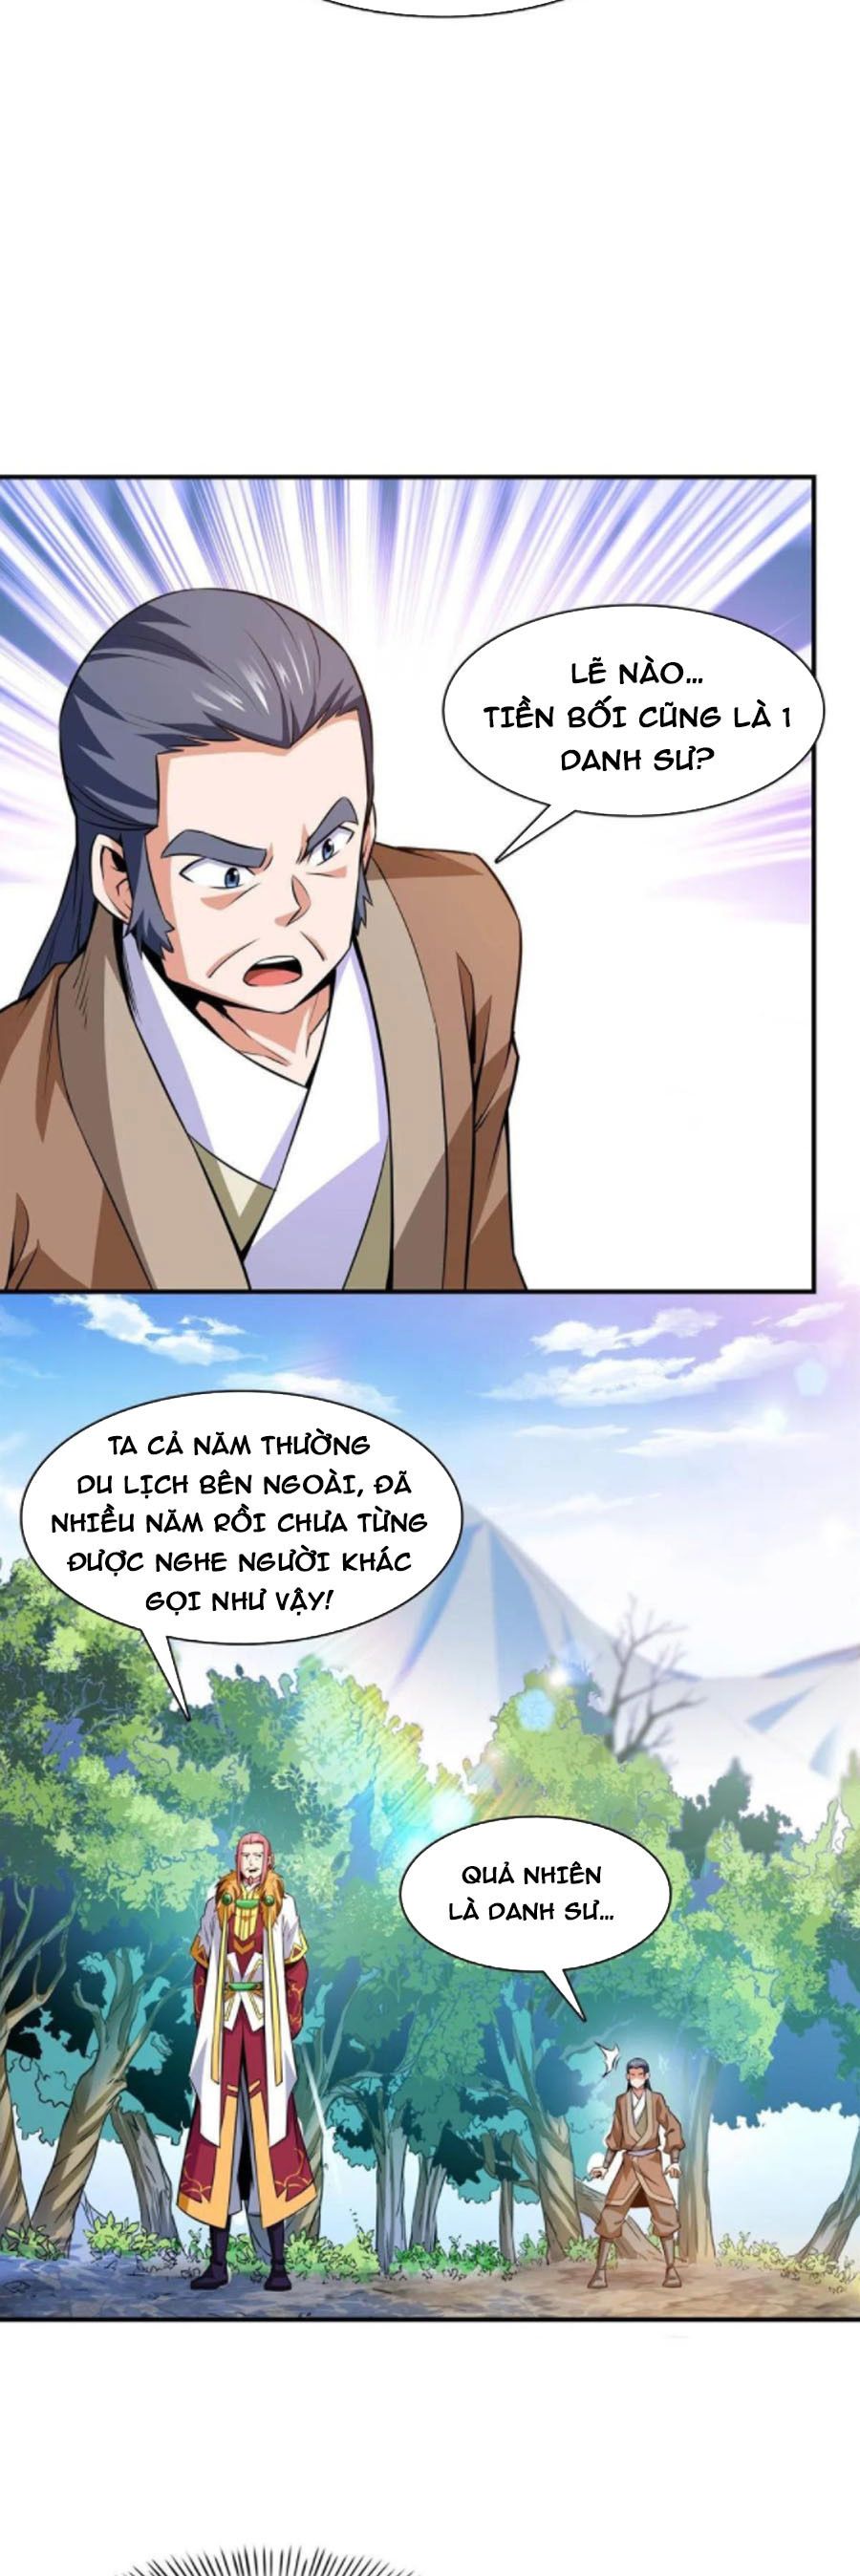 LẼ NÀO...
TIỀN BỐI CŨNG LÀ 1
DANH SƯ?
TA CẢ NĂM THƯỜNG
DU LỊCH BÊN NGOÀI, ĐÃ
NHIỀU NĂM RỒI CHƯA TỪNG
ĐƯỢC NGHE NGƯỜI KHÁC
GỌI NHƯ VẬY!
QUẢ NHIÊN
LÀ DANH SƯ...